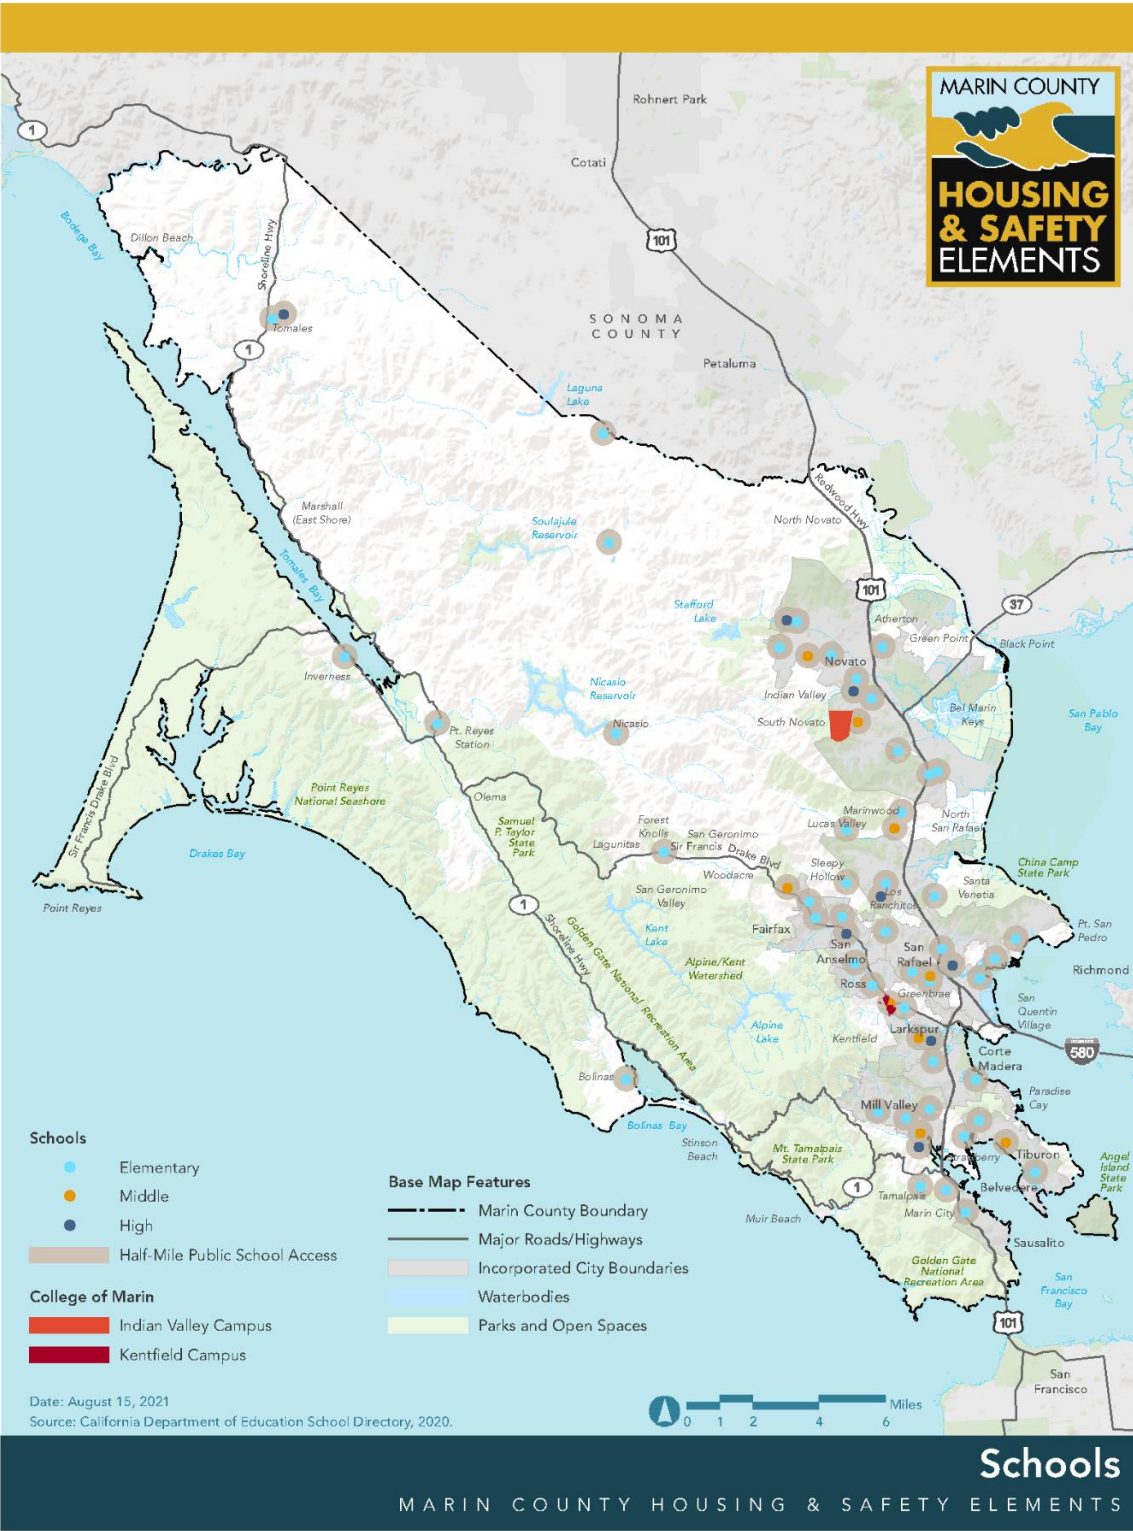 MARIN COUNTY
HOUSING
& SAFETY
ELEMENTS
Rohnert Park
1
Cotati
Bodega Bay
Dillon Beach
Shoreline Hwy
101
SONOMA
COUNTY
Tomales
1
Petaluma
Laguna
Lake
Redwood Hwy
Marshall
(East Shore)
Soulajule
Reservoir
North Novato
Tomales Bay
101
Stafford
Lake
37
Atherton
Green Point
Black Point
Novato
Inverness
Nicasio
Reservoir
Indian Valley
Bel Marin
Keys
San Pablo
Bay
South Novato
Nicasio
Pt. Reyes
Station
Sir Francis Drake Blvd
Point Reyes
National Seashore
Olema
Samuel
P. Taylor
State
Park
Forest
Knolls
San Geronimo
Marinwood
Lucas Valley
North
San Rafael
Lagunitas
Sir Francis Drake Blvd
Drakes Bay
Sleepy
Hollow
China Camp
State Park
Woodacre
San Geronimo
Valley
Los
Ranchitos
Santa
Venetia
Point Reyes
1
Shoreline Hwy
Golden Gate National Recreation Area
Kent
Lake
Fairfax
Pt. San
Pedro
San
Anselmo
San
Rafael
Alpine/Kent
Watershed
Richmond
Ross
Greenbrae
San
Quentin
Village
Alpine
Lake
Kentfield
Larkspur
580
Corte
Madera
Bolinas
Paradise
Cay
Mill Valley
Bolinas Bay
Stinson
Beach
Mt. Tamalpais
State Park
Strawberry
Tiburon
Angel
Island
State
Park
1
Tamalpais
Belvedere
Muir Beach
Marin City
Sausalito
Golden Gate
National
Recreation Area
San
Francisco
Bay
101
San
Francisco
Schools
Elementary
Middle
High
Half-Mile Public School Access
College of Marin
Indian Valley Campus
Kentfield Campus
Base Map Features
Marin County Boundary
Major Roads/Highways
Incorporated City Boundaries
Waterbodies
Parks and Open Spaces
Date: August 15, 2021
Source: California Department of Education School Directory, 2020.
Miles
0 1 2 4 6
Schools
MARIN COUNTY HOUSING & SAFETY ELEMENTS